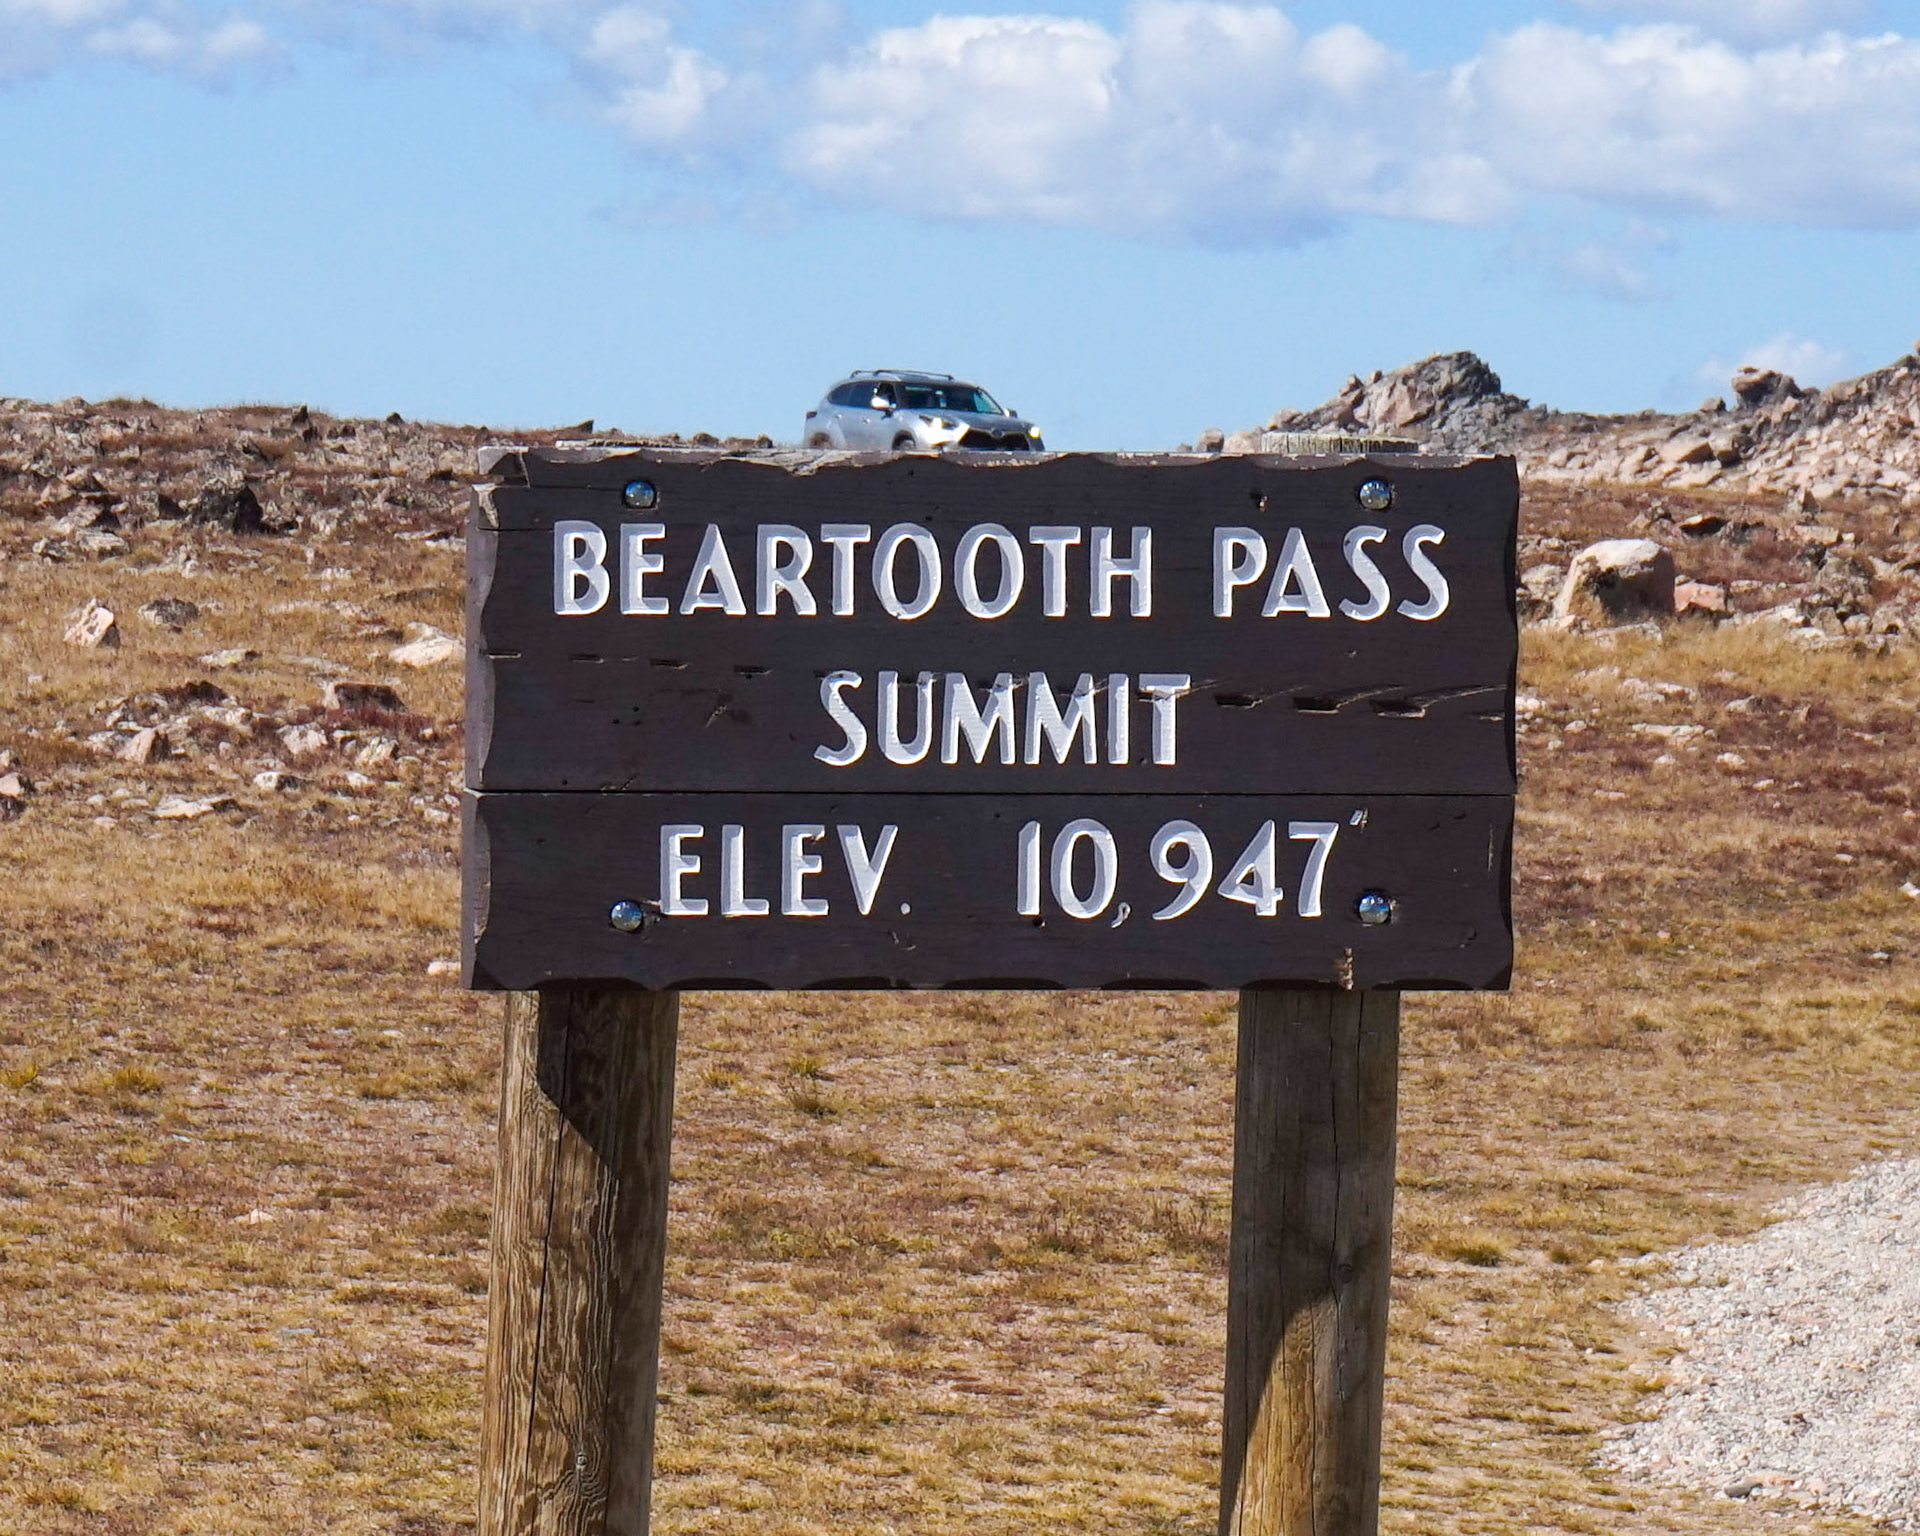 BEARTOOTH PASS
SUMMIT
ELEV. 10,947"